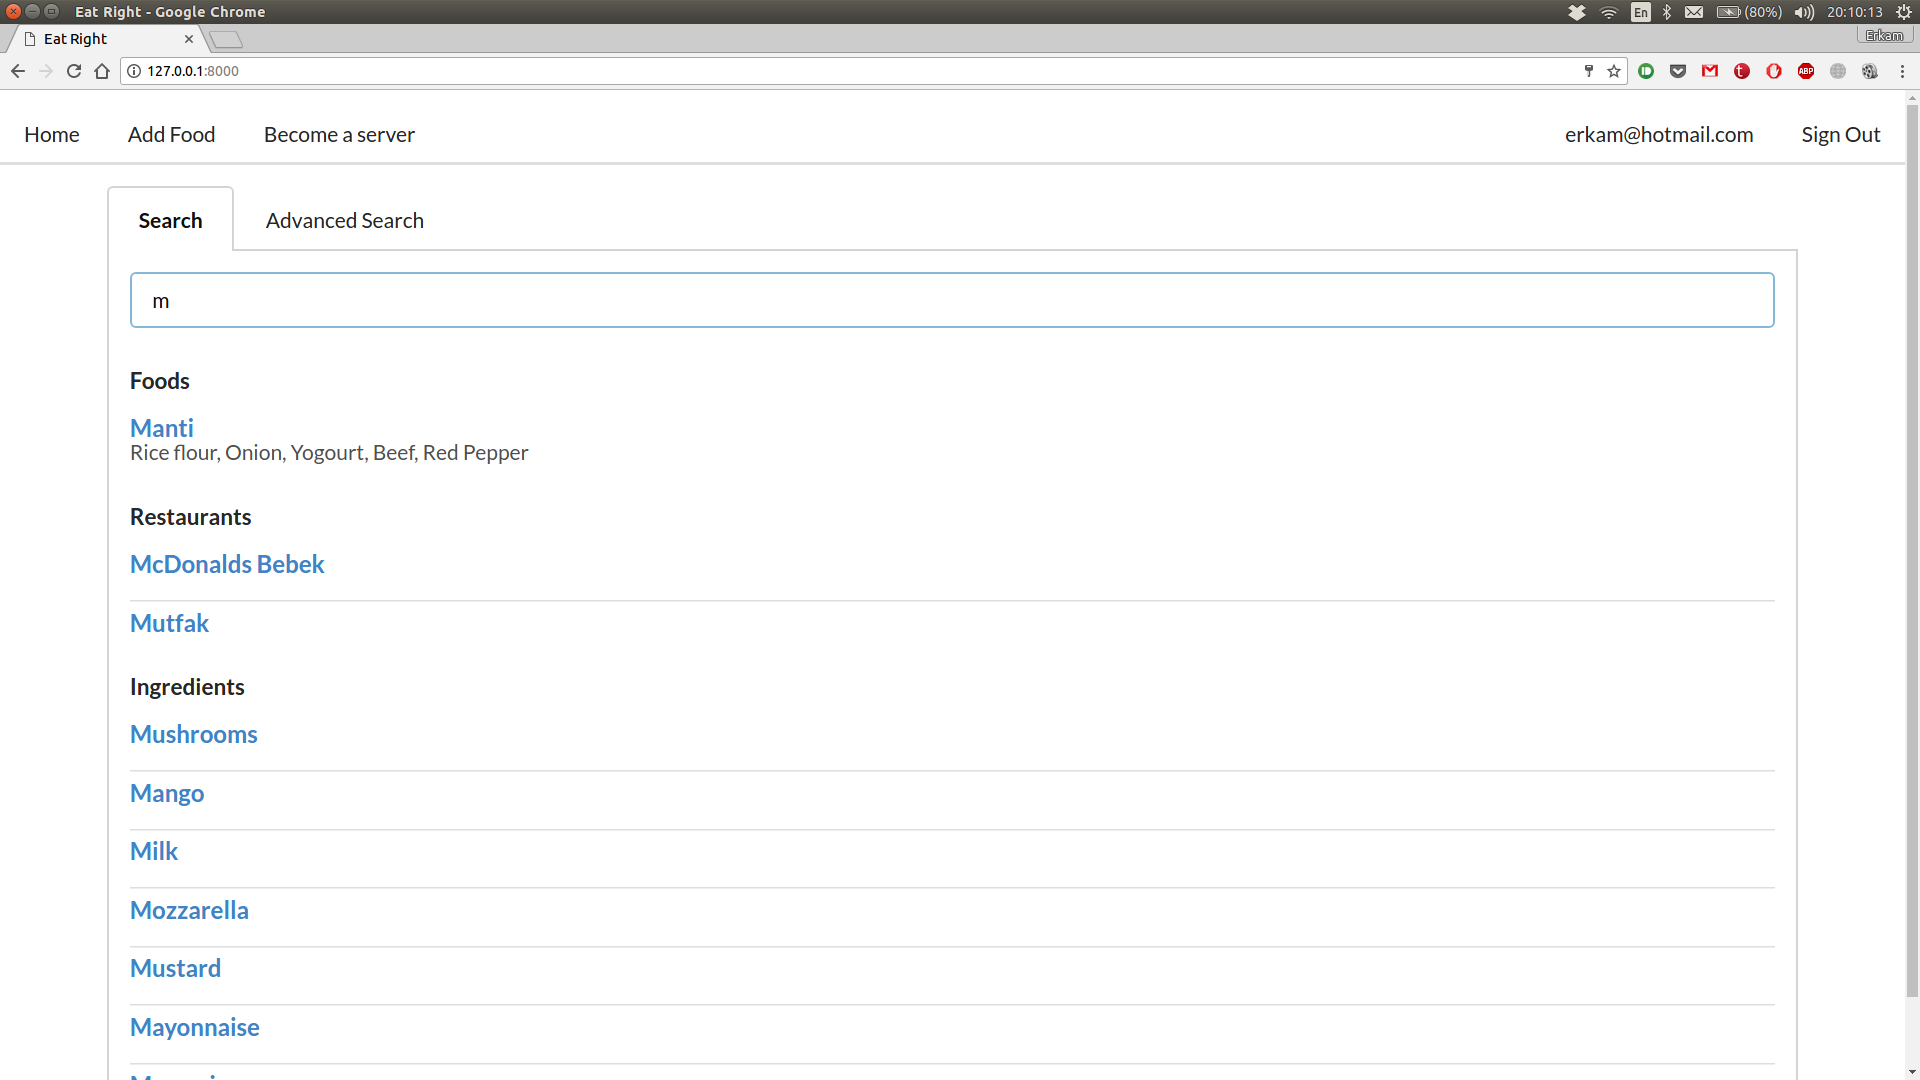 Eat Right - Google Chrome
En
(80%)
20:10:13
Eat Right
Erkam
127.0.0.1:8000
ABP
Home
Add Food
Become a server
erkam@hotmail.com
Sign Out
Search
Advanced Search
m
Foods
Manti
Rice flour, Onion, Yogourt, Beef, Red Pepper
Restaurants
McDonalds Bebek
Mutfak
Ingredients
Mushrooms
Mango
Milk
Mozzarella
Mustard
Mayonnaise